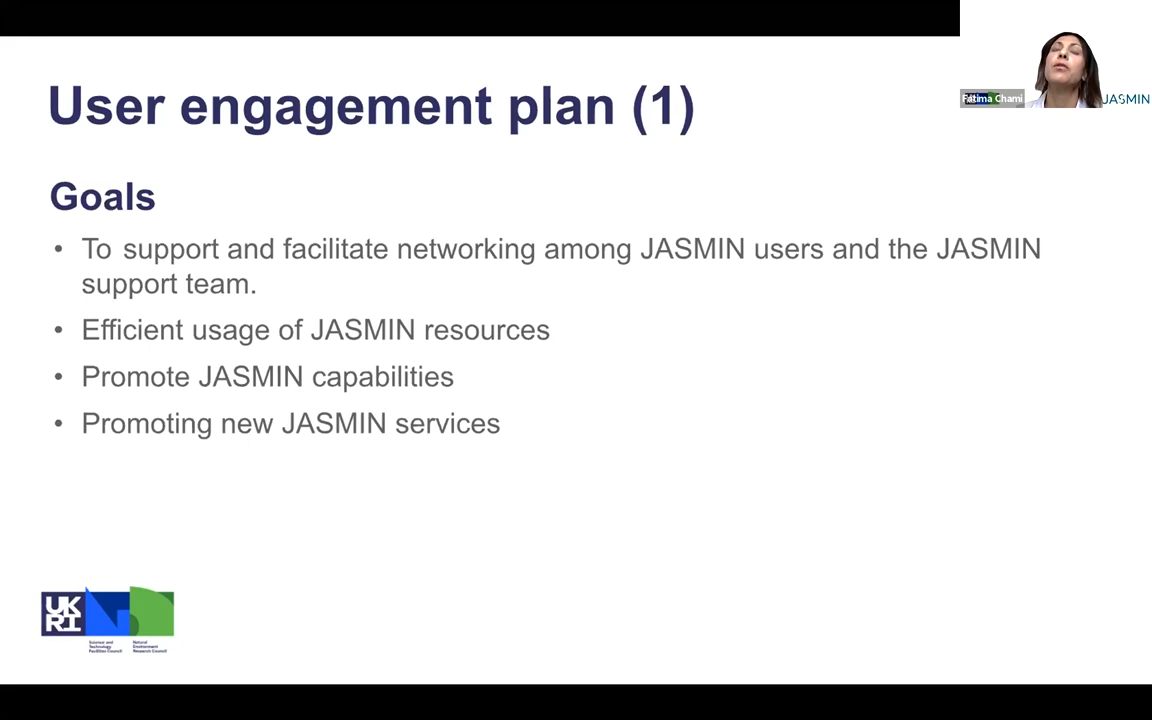 User engagement plan (1)
Fatima Chami
JASMIN
Goals
• To support and facilitate networking among JASMIN users and the JASMIN
support team.
• Efficient usage of JASMIN resources
• Promote JASMIN capabilities
• Promoting new JASMIN services
UK
RI
Science and
Technology
Facilities Council
Natural
Environment
Research Council